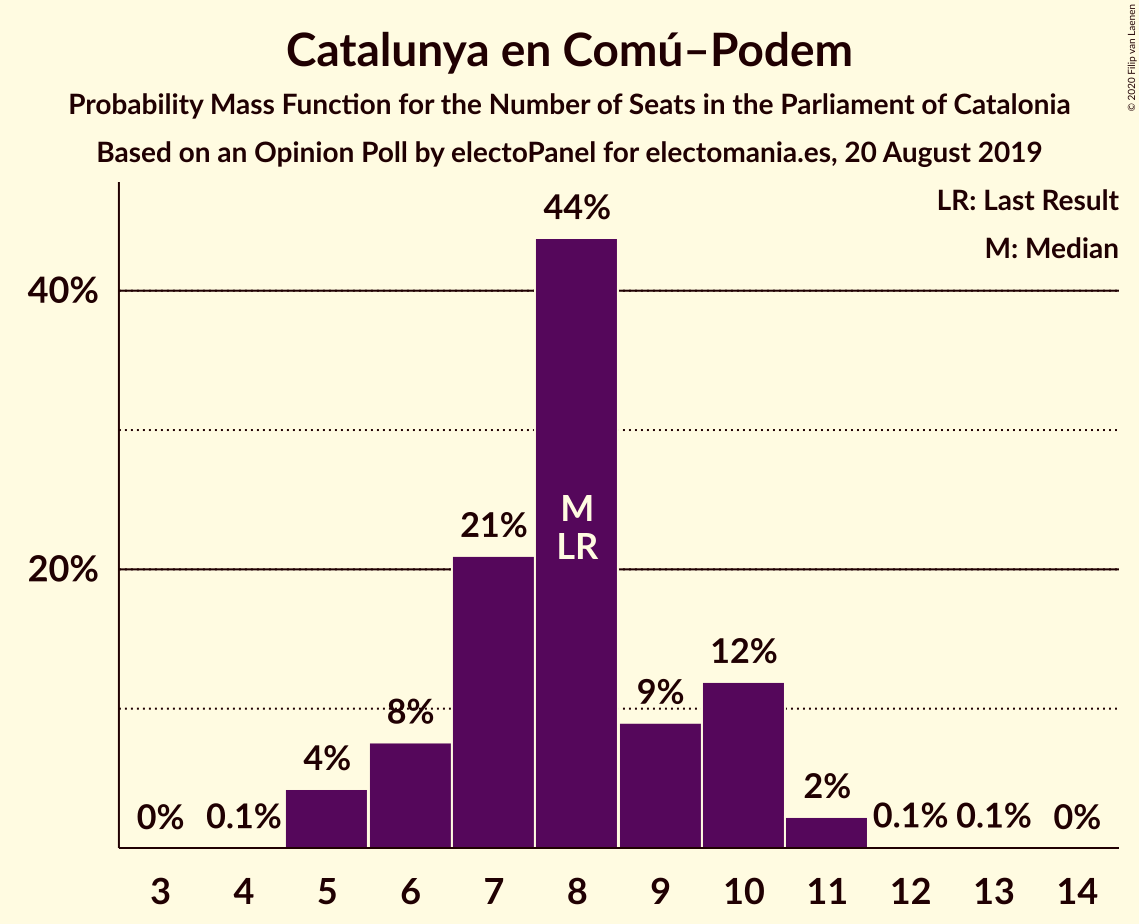 Catalunya en Comú–Podem
Probability Mass Function for the Number of Seats in the Parliament of Catalonia
Based on an Opinion Poll by electoPanel for electomania.es, 20 August 2019
© 2020 Filip van Laenen
LR: Last Result
M: Median
40%
20%
0%
0.1%
4%
8%
21%
44%
M
LR
9%
12%
2%
0.1%
0.1%
0%
3 4 5 6 7 8 9 10 11 12 13 14